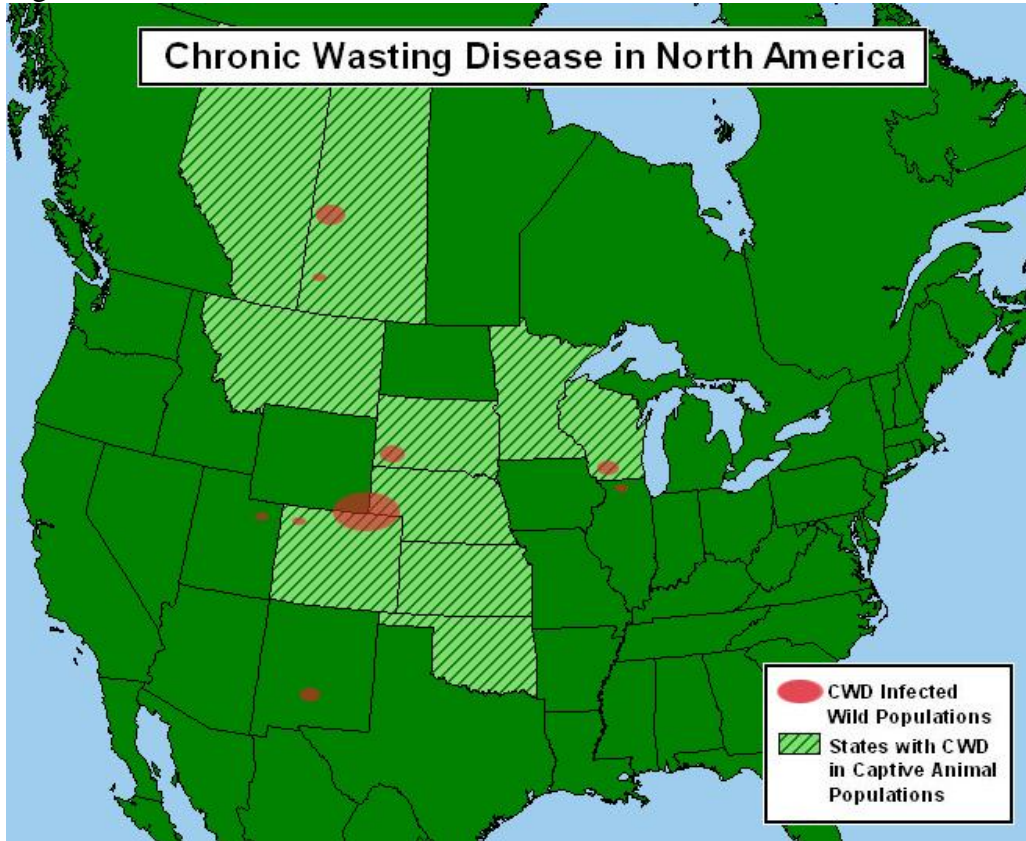 Chronic Wasting Disease in North America
CWD Infected
Wild Populations
States with CWD
in Captive Animal
Populations